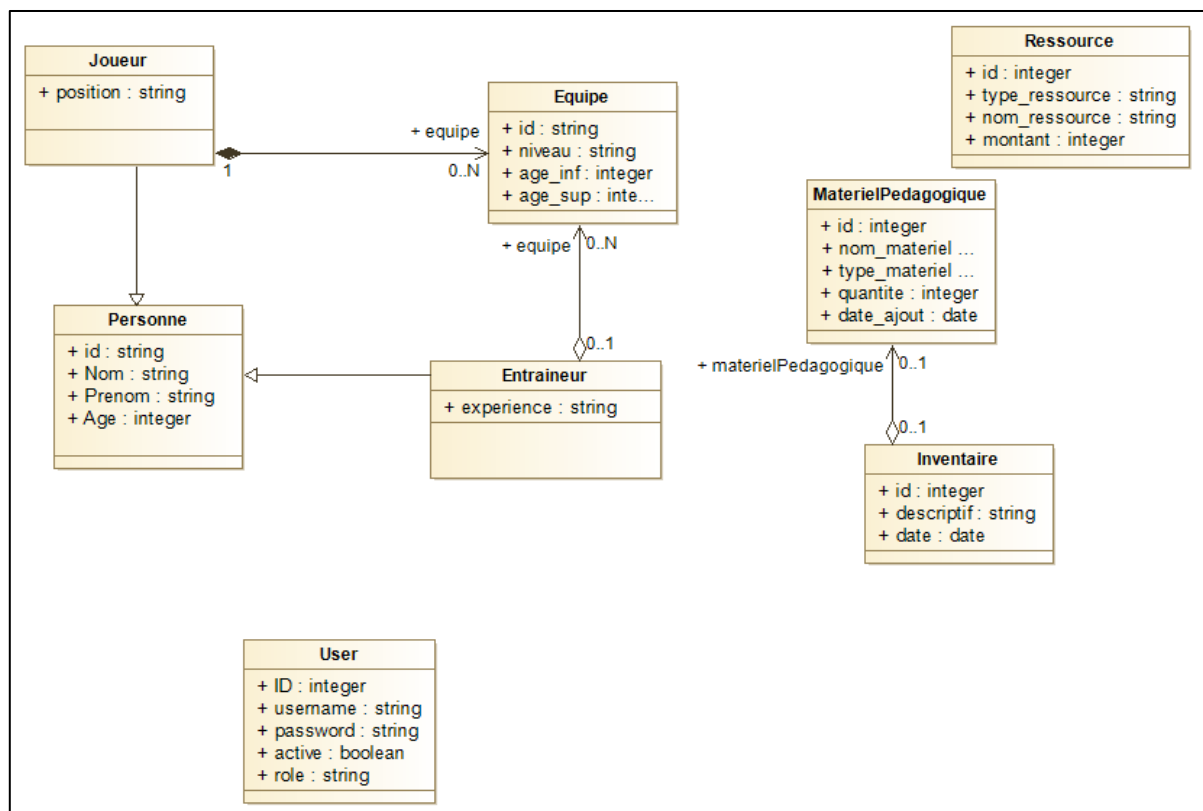 Joueur
+ position : string
Equipe
+ id : string
+ niveau : string
+ age_inf : integer
+ age_sup : inte...
+ equipe
1
0..N
Ressource
+ id : integer
+ type_ressource : string
+ nom_ressource : string
+ montant : integer
MaterielPedagogique
+ id : integer
+ nom_materiel ...
+ type_materiel ...
+ quantite : integer
+ date_ajout : date
+ equipe
0..N
Personne
+ id : string
+ Nom : string
+ Prenom : string
+ Age : integer
0..1
Entraineur
+ experience : string
+ materielPedagogique
0..1
0..1
Inventaire
+ id : integer
+ descriptif : string
+ date : date
User
+ ID : integer
+ username : string
+ password : string
+ active : boolean
+ role : string